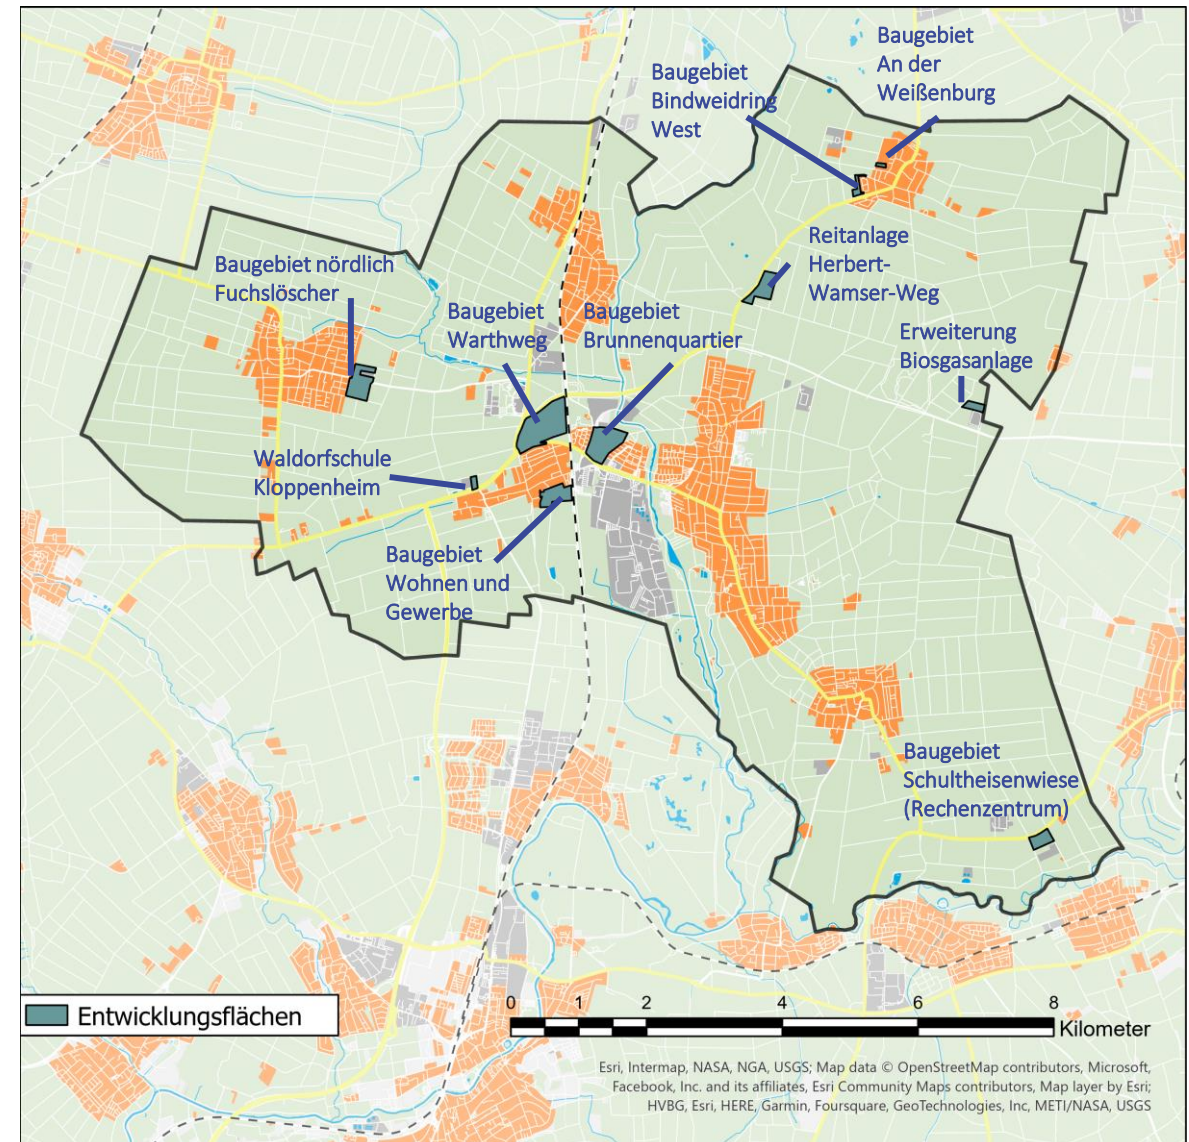 Baugebiet
An der
Weißenburg
Baugebiet
Bindweidring
West
Reitanlage
Herbert-
Wamser-Weg
Baugebiet nördlich
Fuchslöscher
Baugebiet
Warthweg
Baugebiet
Brunnenquartier
Erweiterung
Biosgasanlage
Waldorfschule
Kloppenheim
Baugebiet
Wohnen und
Gewerbe
Baugebiet
Schultheisenwiese
(Rechenzentrum)
Entwicklungsflächen
0 1 2 4 6 8
Kilometer
Esri, Intermap, NASA, NGA, USGS; Map data © OpenStreetMap contributors, Microsoft,
Facebook, Inc. and its affiliates, Esri Community Maps contributors, Map layer by Esri;
HVBG, Esri, HERE, Garmin, Foursquare, GeoTechnologies, Inc, METI/NASA, USGS